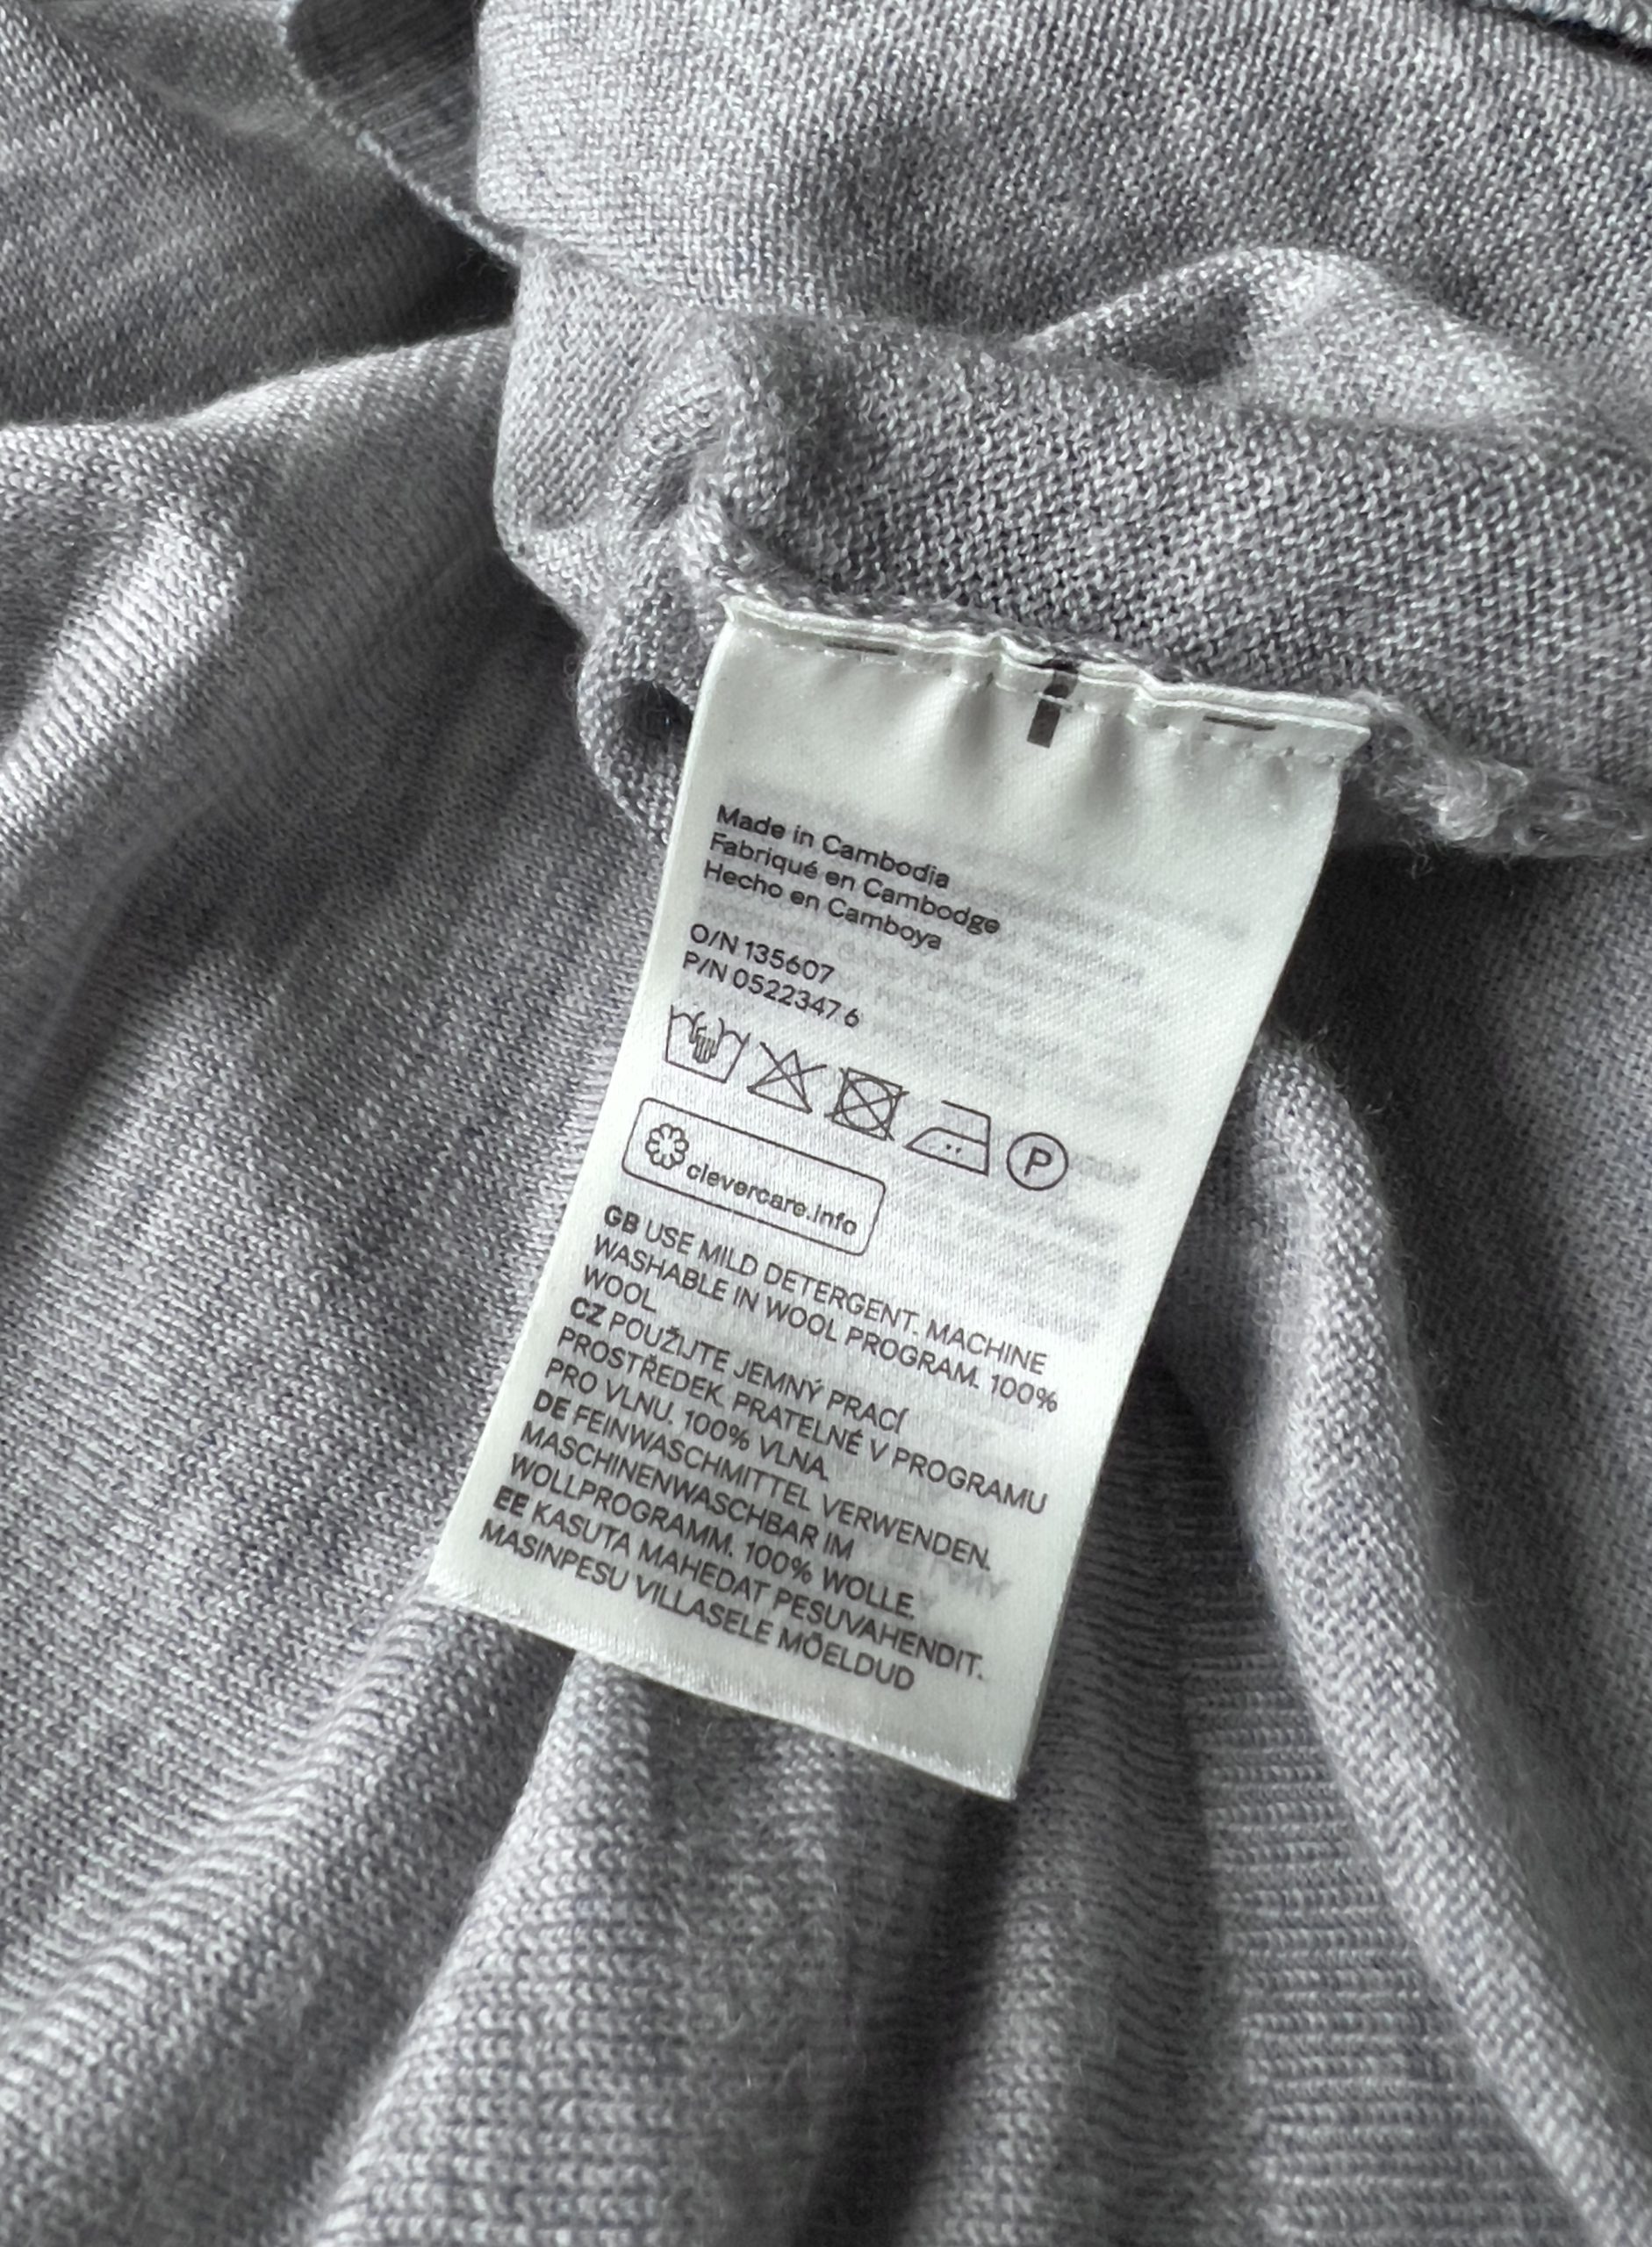 Made in Cambodia
Fabriqué en Cambodge
Hecho en Camboya
O/N 135607
P/N 05223476
P
clevercare.info
GB USE MILD DETERGENT. MACHINE
WASHABLE IN WOOL PROGRAM. 100%
WOOL
CZ POUŽIJTE JEMNÝ PRACÍ
PROSTŘEDEK. PRATELNÉ V PROGRAMU
PRO VLNU. 100% VLNA.
DE FEINWASCHMITTEL VERWENDEN.
MASCHINENWASCHBAR IM
WOLLPROGRAMM. 100% WOLLE.
EE KASUTA MAHEDAT PESUVAHENDIT.
MASINPESU VILLASELE MÕELDUD